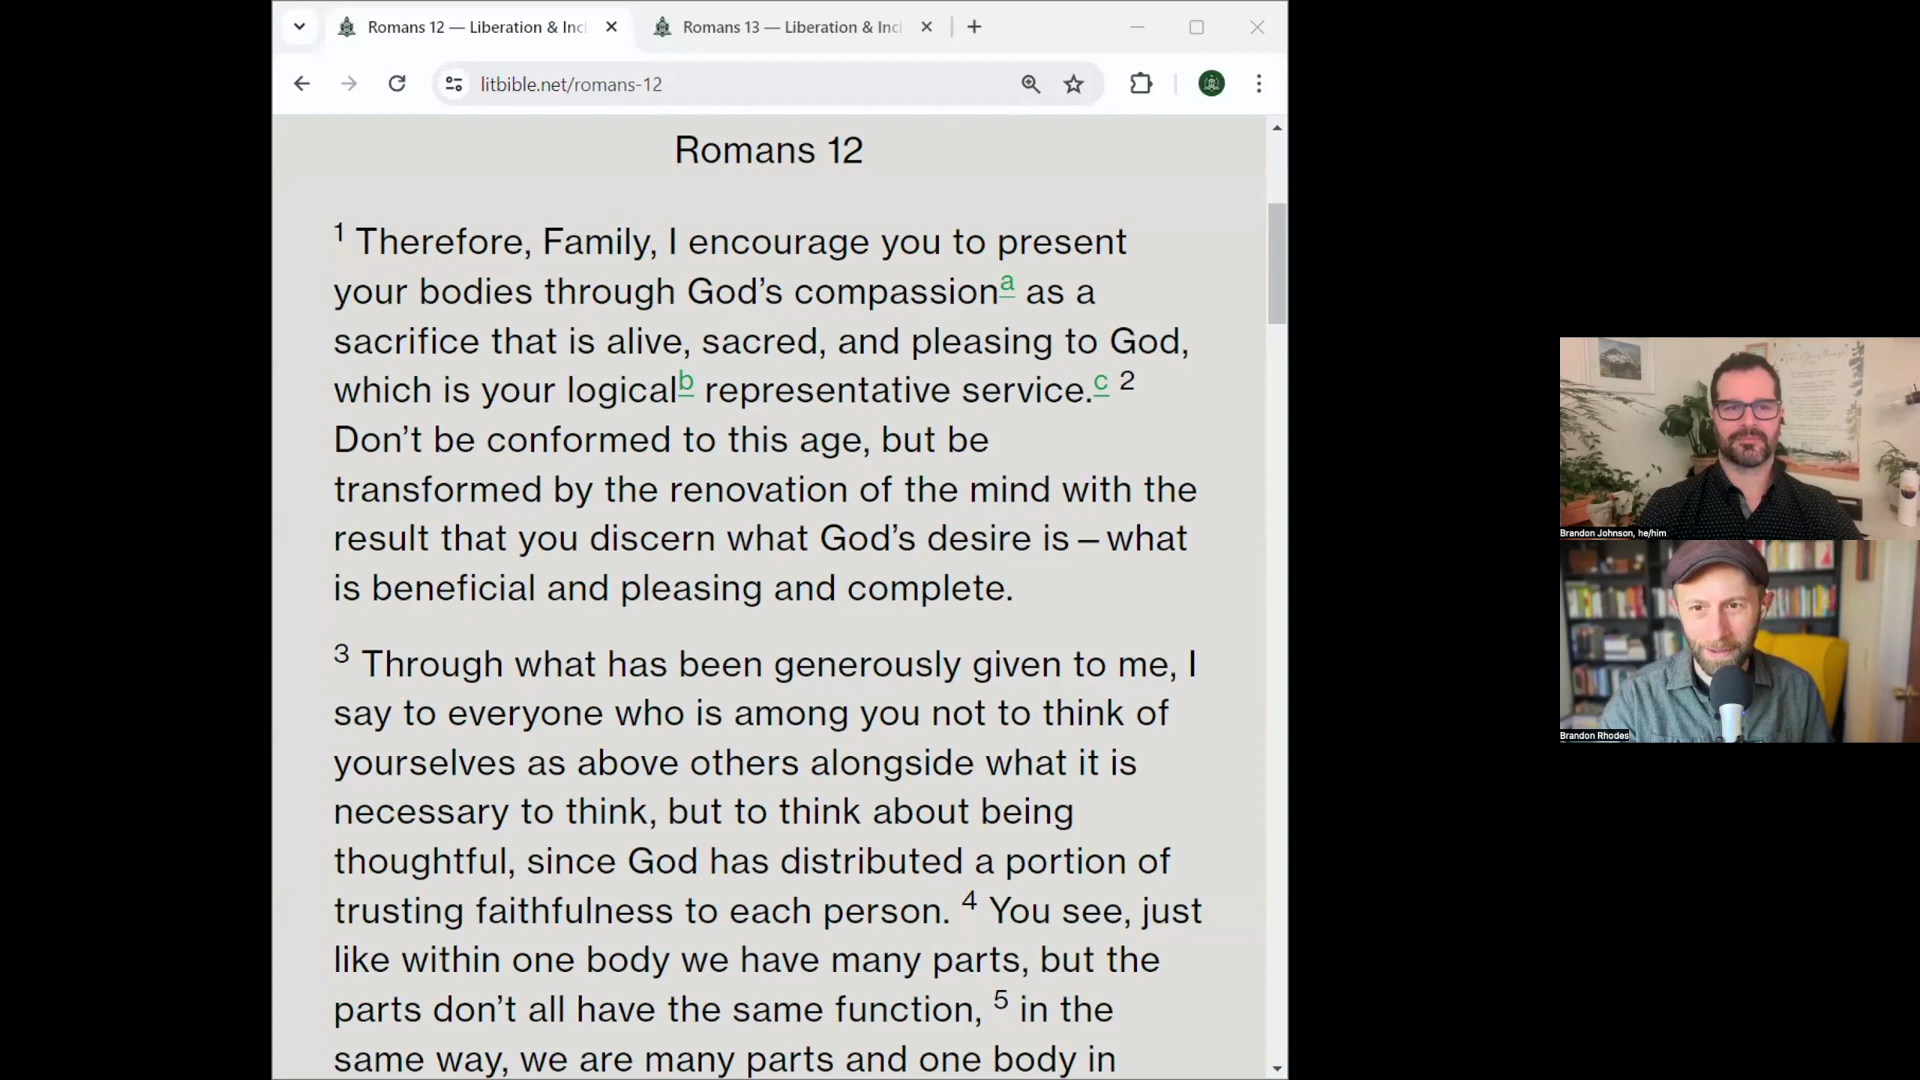 Romans 12 — Liberation & Inc
Romans 13 — Liberation & Inc
litbible.net/romans-12
Romans 12
1 Therefore, Family, I encourage you to present
your bodies through God’s compassiona as a
sacrifice that is alive, sacred, and pleasing to God,
which is your logicalb representative service.c 2
Don’t be conformed to this age, but be
transformed by the renovation of the mind with the
result that you discern what God’s desire is – what
is beneficial and pleasing and complete.
3 Through what has been generously given to me, I
say to everyone who is among you not to think of
yourselves as above others alongside what it is
necessary to think, but to think about being
thoughtful, since God has distributed a portion of
trusting faithfulness to each person. 4 You see, just
like within one body we have many parts, but the
parts don’t all have the same function, 5 in the
same way, we are many parts and one body in
Brandon Johnson, he/him
Brandon Rhodes